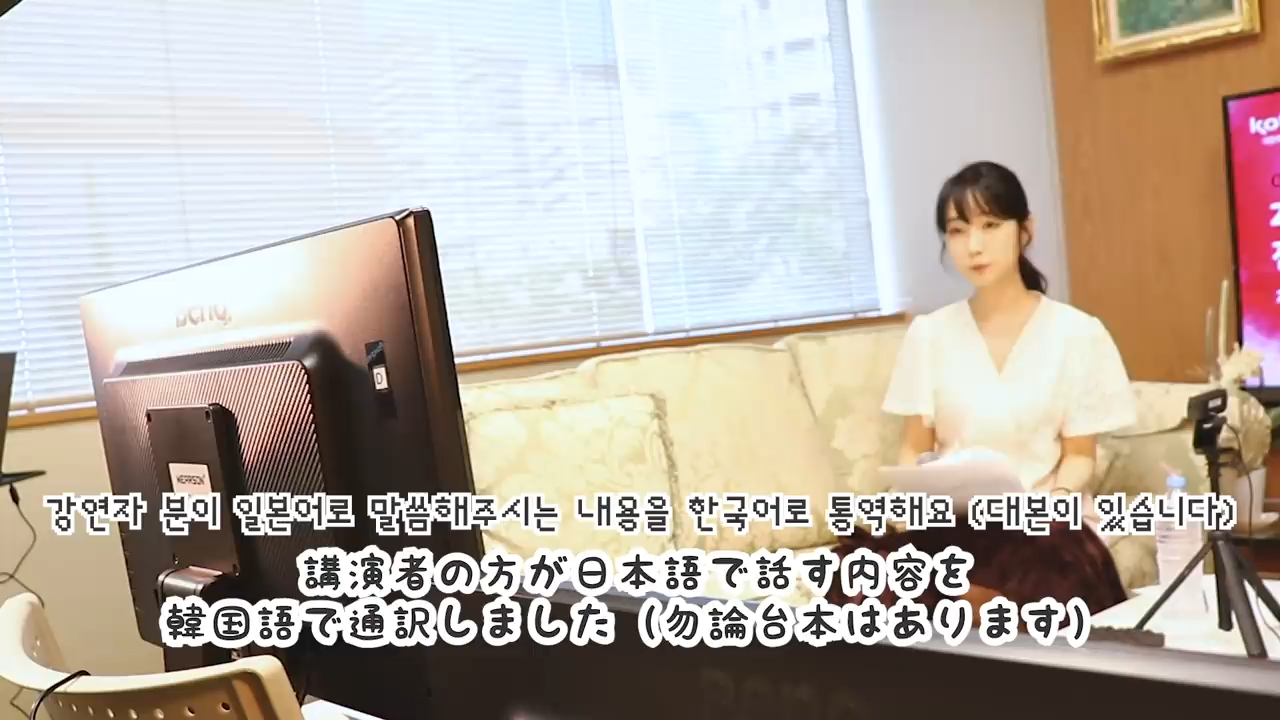 BenQ
D
NEARSON
강연자 분이 일본어로 말씀해주시는 내용을 한국어로 통역해요 (대본이 있습니다)
講演者の方が日本語で話す内容を
韓国語で通訳しました（勿論台本はあります）